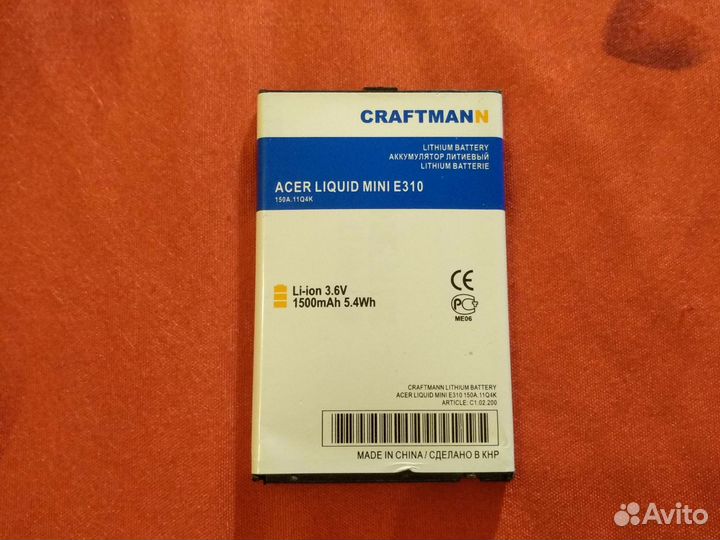 CRAFTMANN
LITHIUM BATTERY
АККУМУЛЯТОР ЛИТИЕВЫЙ
LITHIUM BATTERIE
ACER LIQUID MINI E310
150A.11Q4K
Li-ion 3.6V
1500mAh 5.4Wh
CE
РС
ME06
CRAFTMANN LITHIUM BATTERY
ACER LIQUID MINI E310 150A.11Q4K
ARTICLE: C1.02.200
MADE IN CHINA / СДЕЛАНО В КНР
Avito